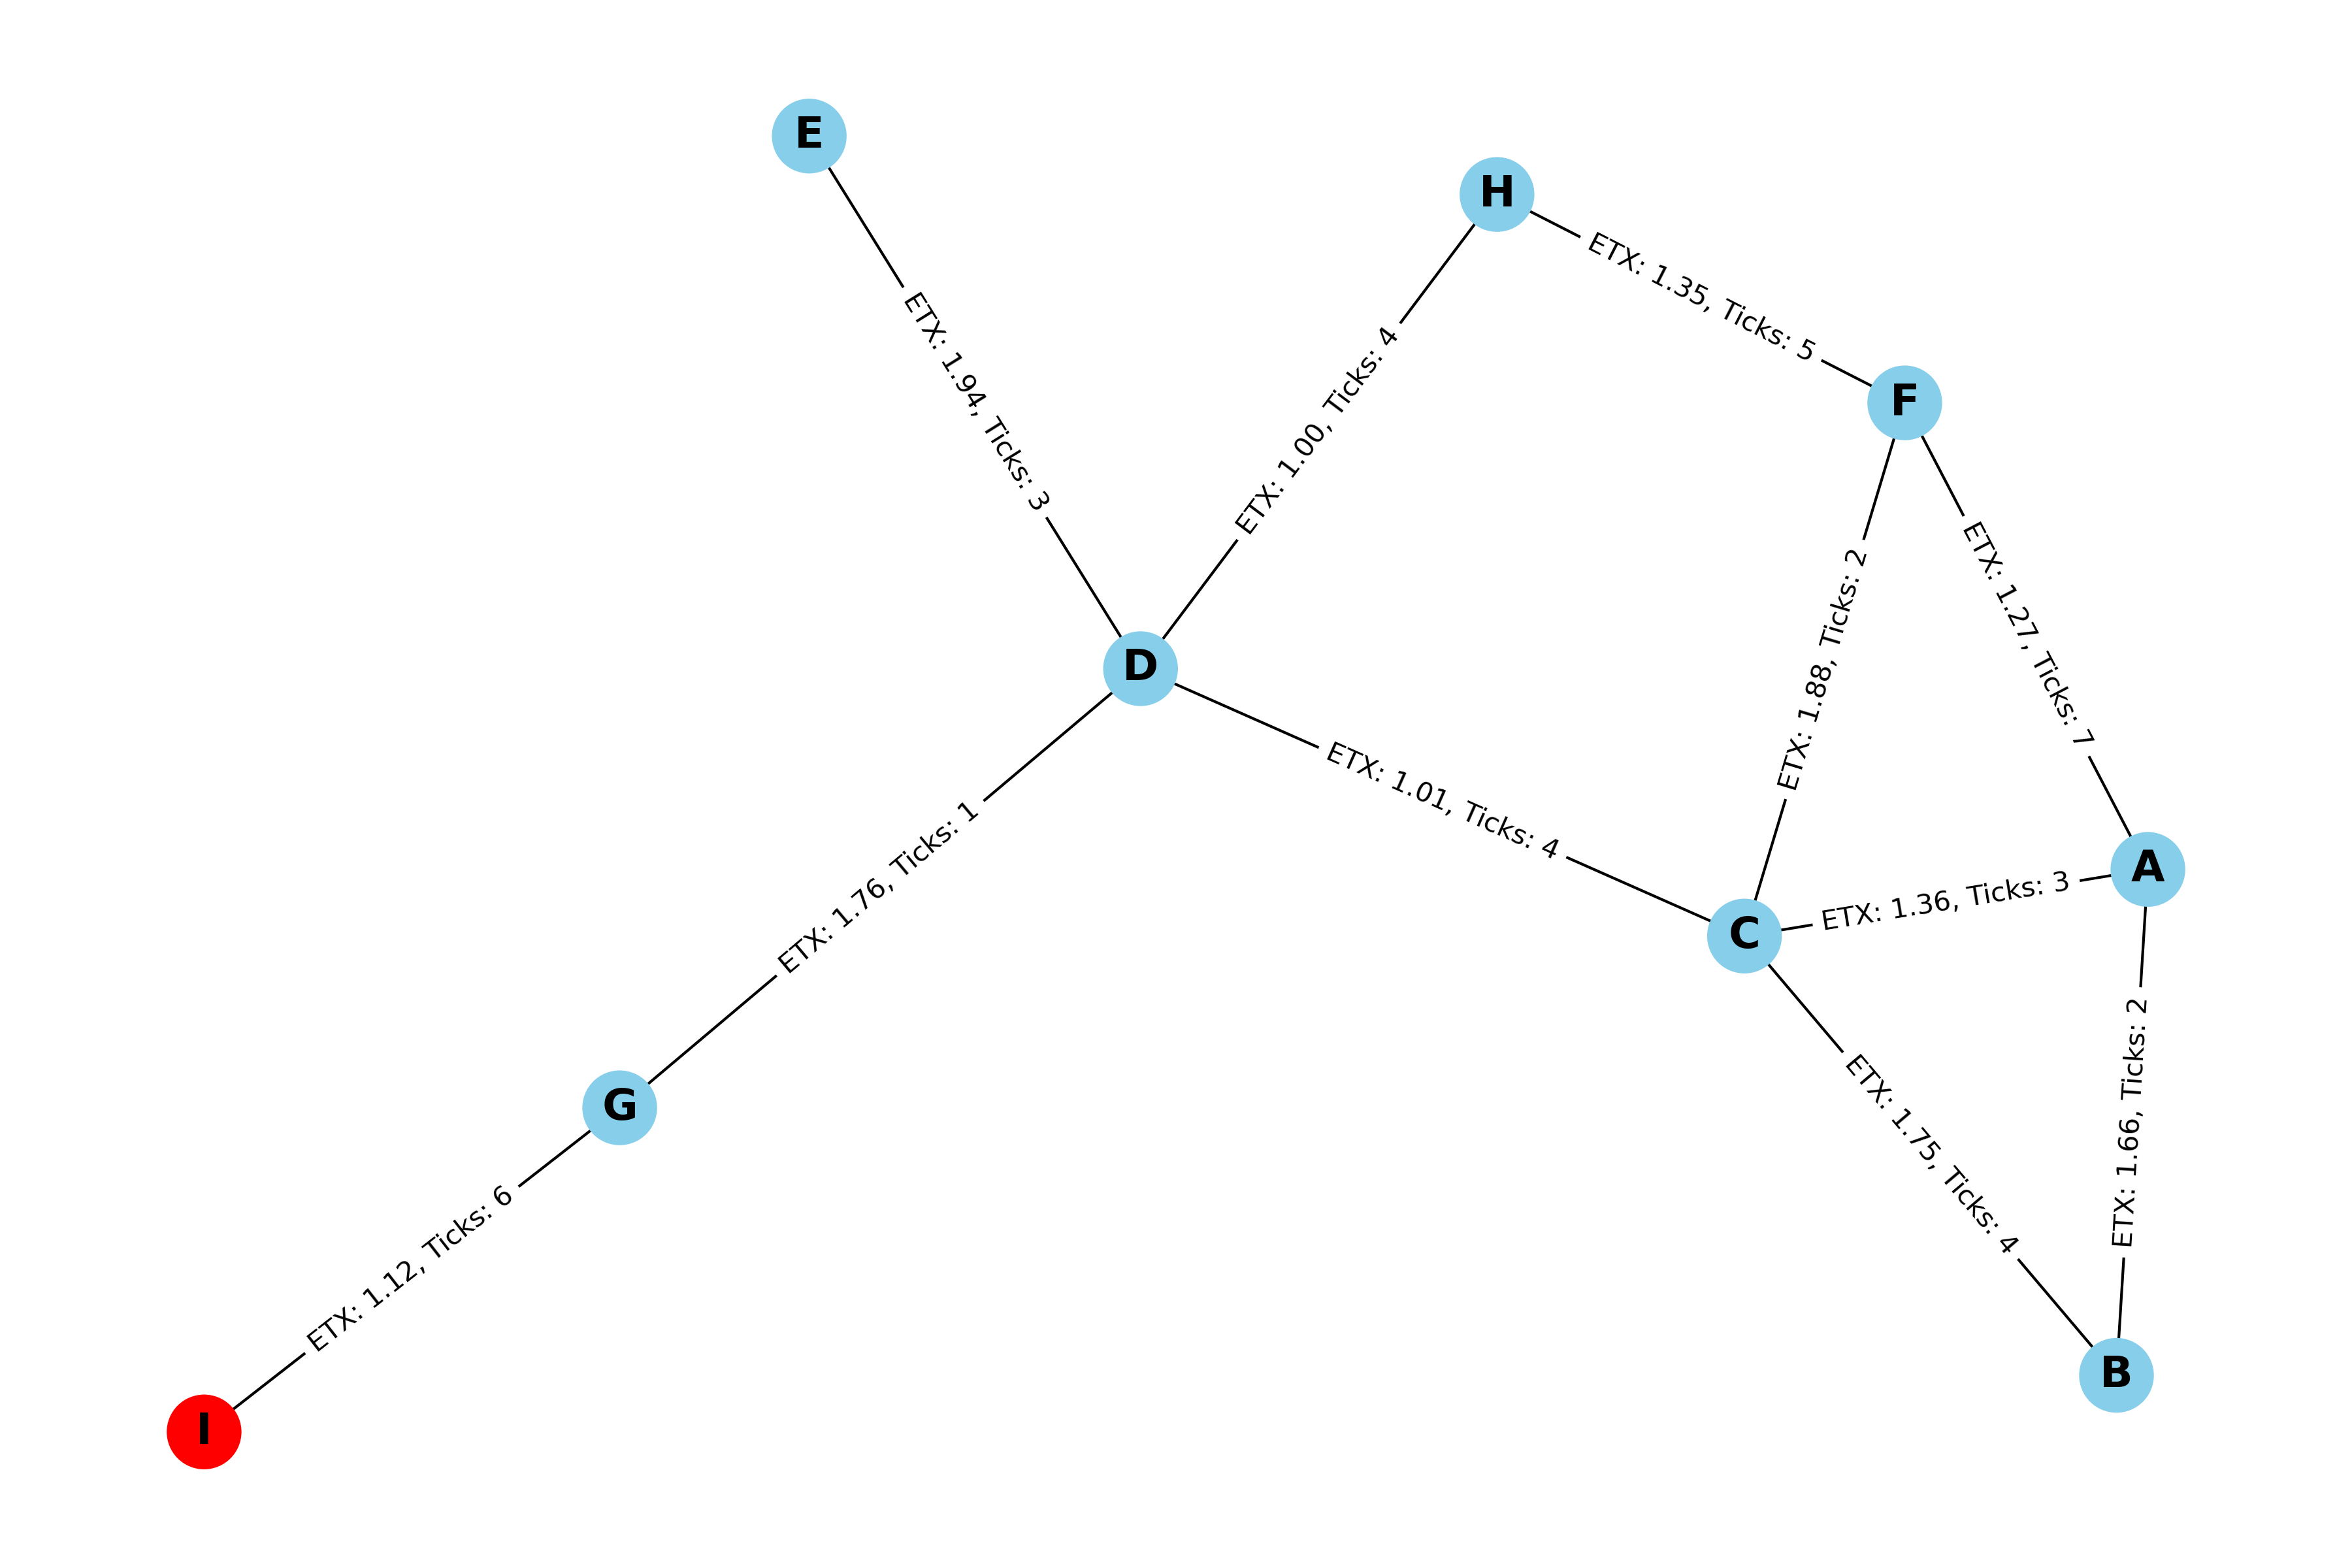 E
H
ETX: 1.35, Ticks: 5
F
ETX: 1.94, Ticks: 3
ETX: 1.00, Ticks: 4
D
ETX: 1.88, Ticks: 2
ETX: 1.27, Ticks: 7
ETX: 1.01, Ticks: 4
A
ETX: 1.76, Ticks: 1
ETX: 1.36, Ticks: 3
C
G
ETX: 1.66, Ticks: 2
ETX: 1.75, Ticks: 4
ETX: 1.12, Ticks: 6
B
I